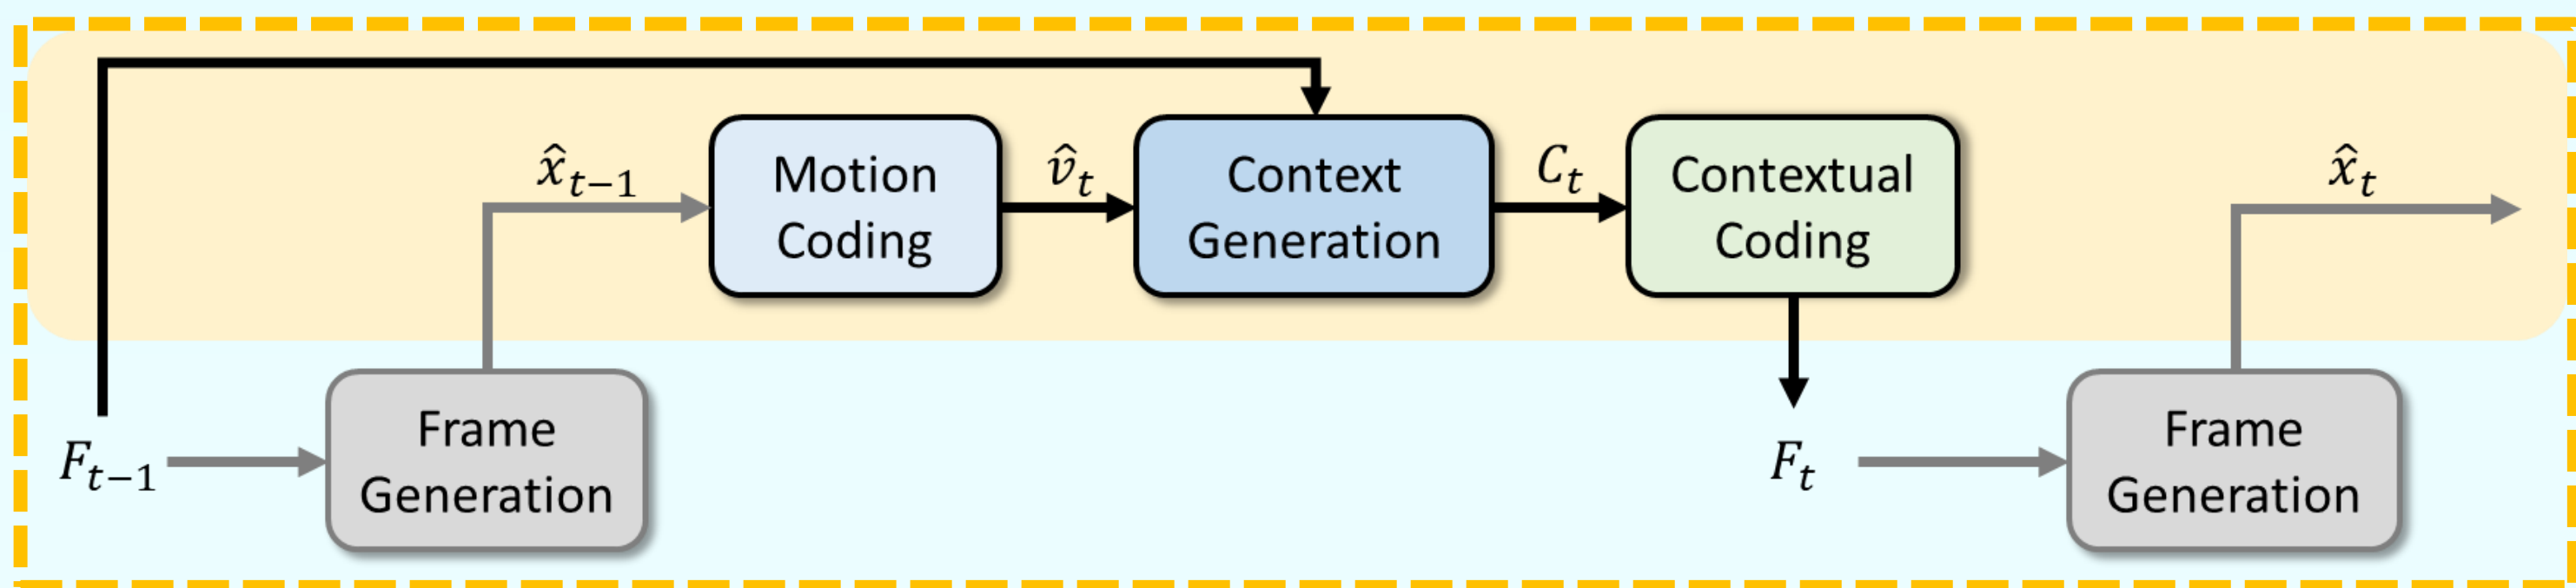 x̂ₜ₋₁
Motion
Coding
v̂ₜ
Context
Generation
Cₜ
Contextual
Coding
x̂ₜ
Fₜ₋₁
Frame
Generation
Fₜ
Frame
Generation